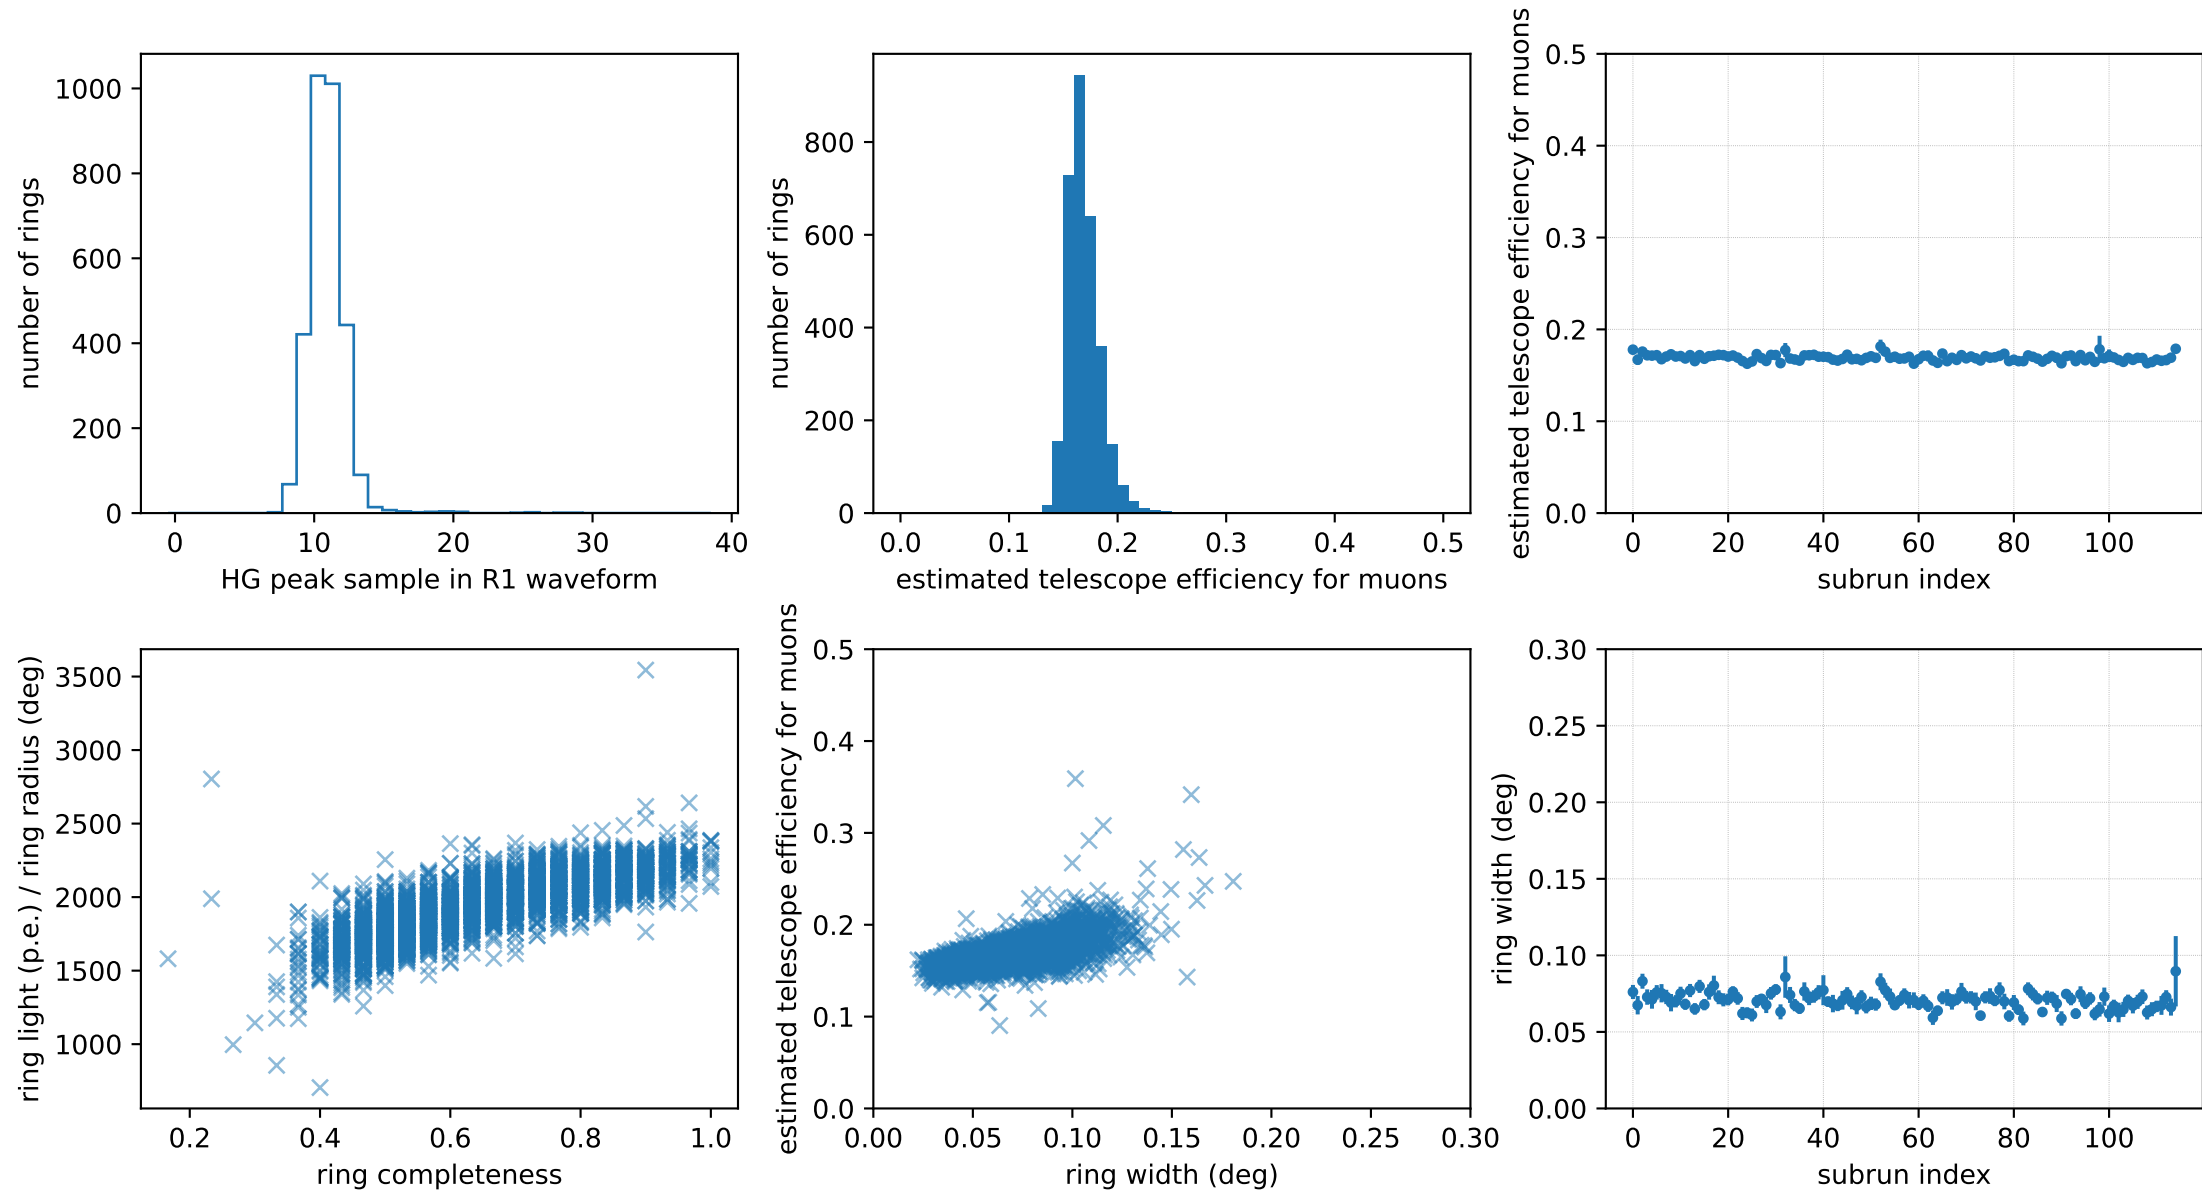 number of rings
1000
800
600
400
200
0
0 10 20 30 40
HG peak sample in R1 waveform
number of rings
800
600
400
200
0
0.0 0.1 0.2 0.3 0.4 0.5
estimated telescope efficiency for muons
estimated telescope efficiency for muons
0.5
0.4
0.3
0.2
0.1
0.0
0 20 40 60 80 100
subrun index
ring light (p.e.) / ring radius (deg)
3500
3000
2500
2000
1500
1000
0.2 0.4 0.6 0.8 1.0
ring completeness
estimated telescope efficiency for muons
0.5
0.4
0.3
0.2
0.1
0.0
0.00 0.05 0.10 0.15 0.20 0.25 0.30
ring width (deg)
ring width (deg)
0.30
0.25
0.20
0.15
0.10
0.05
0.00
0 20 40 60 80 100
subrun index